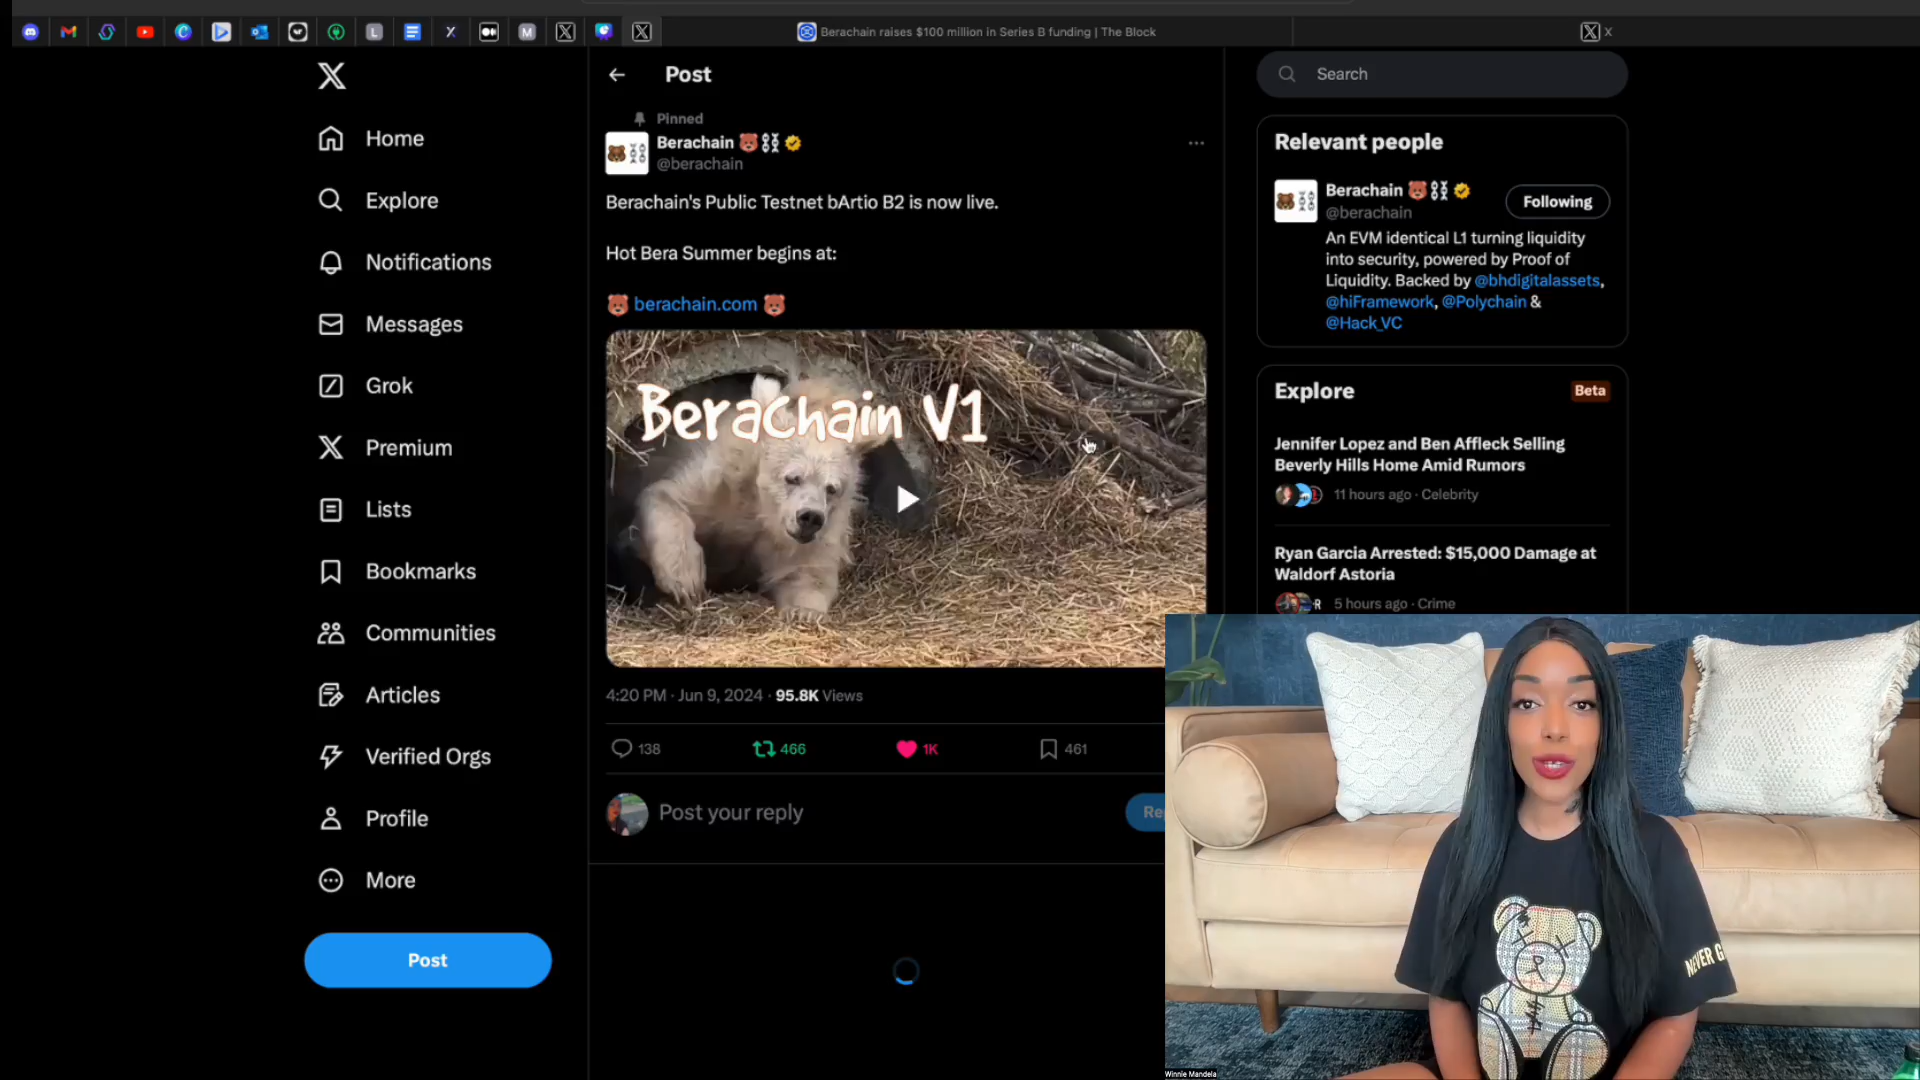 Berachain raises $100 million in Series B funding | The Block
Home
Explore
Notifications
Messages
Grok
Premium
Lists
Bookmarks
Communities
Articles
Verified Orgs
Profile
More
Post
Post
Pinned
Berachain
@berachain
Berachain's Public Testnet bArtio B2 is now live.
Hot Bera Summer begins at:
berachain.com
Berachain V1
4:20 PM · Jun 9, 2024 · 95.8K Views
138
466
1K
461
Post your reply
Search
Relevant people
Berachain
@berachain
Following
An EVM identical L1 turning liquidity
into security, powered by Proof of
Liquidity. Backed by @bhdigitalassets,
@hiFramework, @Polychain &
@Hack_VC
Explore
Beta
Jennifer Lopez and Ben Affleck Selling
Beverly Hills Home Amid Rumors
11 hours ago · Celebrity
Ryan Garcia Arrested: $15,000 Damage at
Waldorf Astoria
5 hours ago · Crime
NEVER G
Winnie Mandela